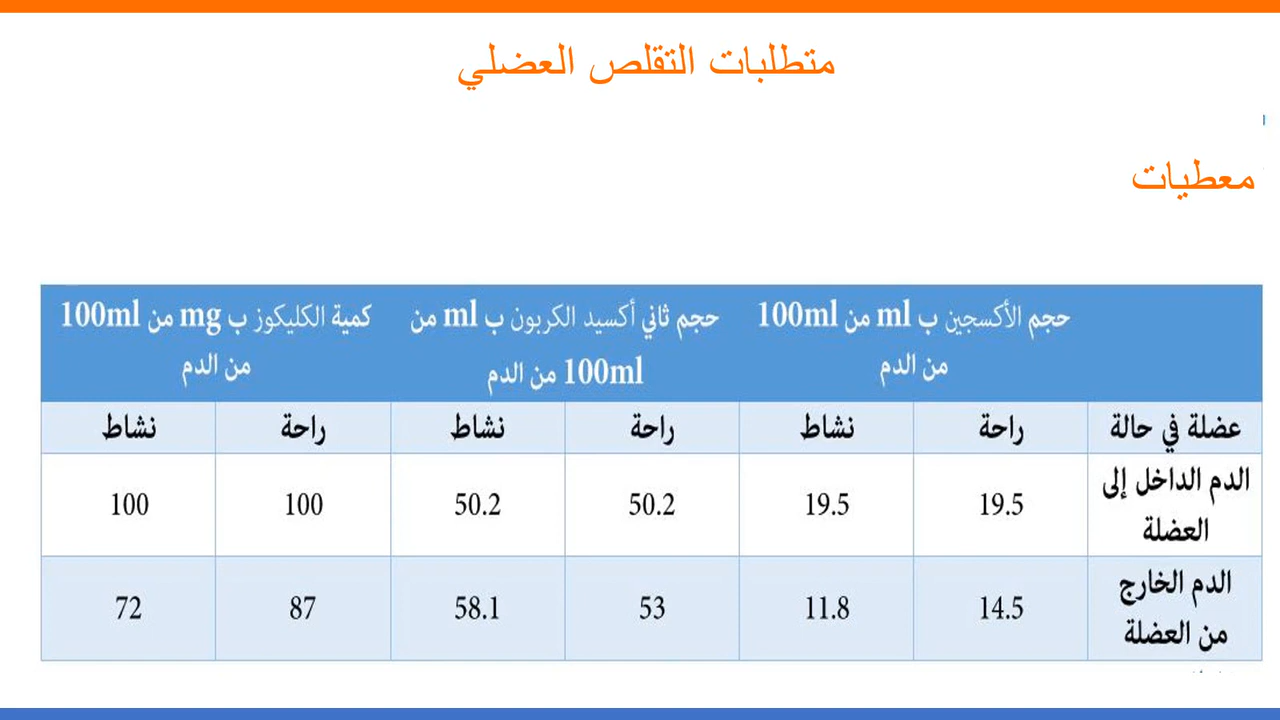 متطلبات التقلص العضلي
معطيات
حجم الأكسجين ب ml من 100ml
من الدم
حجم ثاني أكسيد الكربون ب ml من
100ml من الدم
كمية الكليكوز ب mg من 100ml
من الدم
عضلة في حالة راحة نشاط راحة نشاط راحة نشاط
الدم الداخل إلى
العضلة
19.5 19.5 50.2 50.2 100 100
الدم الخارج
من العضلة
14.5 11.8 53 58.1 87 72